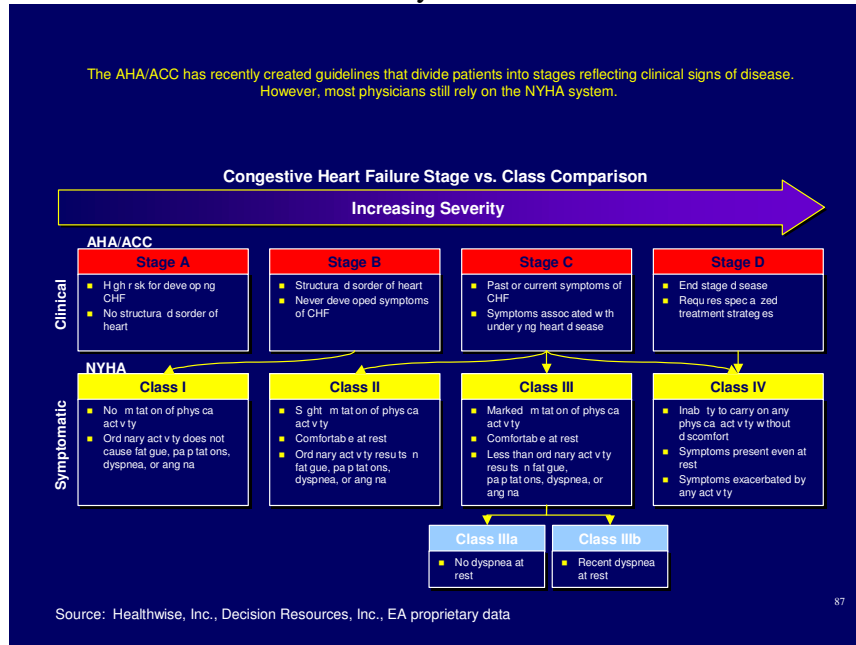 The AHA/ACC has recently created guidelines that divide patients into stages reflecting clinical signs of disease.
However, most physicians still rely on the NYHA system.
Congestive Heart Failure Stage vs. Class Comparison
Increasing Severity
AHA/ACC
Clinical
Stage A
H gh r sk for deve op ng
CHF
No structura d sorder of
heart
Stage B
Structura d sorder of heart
Never deve oped symptoms
of CHF
Stage C
Past or current symptoms of
CHF
Symptoms assoc ated w th
under y ng heart d sease
Stage D
End stage d sease
Requ res spec a zed
treatment strateg es
NYHA
Symptomatic
Class I
No m tat on of phys ca
act v ty
Ord nary act v ty does not
cause fat gue, pa p tat ons,
dyspnea, or ang na
Class II
S ght m tat on of phys ca
act v ty
Comfortab e at rest
Ord nary act v ty resu ts n
fat gue, pa p tat ons,
dyspnea, or ang na
Class III
Marked m tat on of phys ca
act v ty
Comfortab e at rest
Less than ord nary act v ty
resu ts n fat gue,
pa p tat ons, dyspnea, or
ang na
Class IV
Inab ty to carry on any
phys ca act v ty w thout
d scomfort
Symptoms present even at
rest
Symptoms exacerbated by
any act v ty
Class IIIa
No dyspnea at
rest
Class IIIb
Recent dyspnea
at rest
Source: Healthwise, Inc., Decision Resources, Inc., EA proprietary data
87